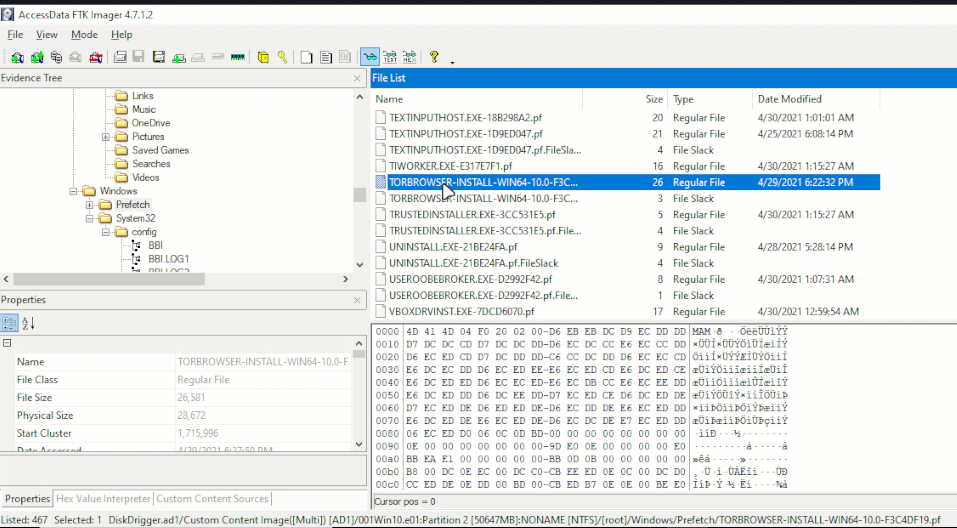 AccessData FTK Imager 4.7.1.2
File View Mode Help
Evidence Tree
Links
Music
OneDrive
Pictures
Saved Games
Searches
Videos
Windows
Prefetch
System32
config
BBI
BBI.LOG1
BBI.LOG2
Properties
Name TORBROWSER-INSTALL-WIN64-10.0-F
File Class Regular File
File Size 26,581
Physical Size 28,672
Start Cluster 1,715,996
Date Accessed 4/29/2021 6:27:59 PM
Properties Hex Value Interpreter Custom Content Sources
File List
Name Size Type Date Modified
TEXTINPUTHOST.EXE-18B298A2.pf 20 Regular File 4/30/2021 1:01:01 AM
TEXTINPUTHOST.EXE-1D9ED047.pf 21 Regular File 4/25/2021 6:08:14 PM
TEXTINPUTHOST.EXE-1D9ED047.pf.FileSla... 4 File Slack
TIWORKER.EXE-E317E7F1.pf 16 Regular File 4/30/2021 1:15:27 AM
TORBROWSER-INSTALL-WIN64-10.0-F3C... 26 Regular File 4/29/2021 6:22:32 PM
TORBROWSER-INSTALL-WIN64-10.0-F3C... 3 File Slack
TRUSTEDINSTALLER.EXE-3CC531E5.pf 5 Regular File 4/30/2021 1:15:27 AM
TRUSTEDINSTALLER.EXE-3CC531E5.pf.File... 4 File Slack
UNINSTALL.EXE-21BE24FA.pf 9 Regular File 4/28/2021 5:28:14 PM
UNINSTALL.EXE-21BE24FA.pf.FileSlack 4 File Slack
USEROOBEBROKER.EXE-D2992F42.pf 8 Regular File 4/30/2021 1:07:31 AM
USEROOBEBROKER.EXE-D2992F42.pf.File... 1 File Slack
VBOXDRVINST.EXE-7DCD6070.pf 17 Regular File 4/30/2021 12:59:54 AM
0000 4D 41 4D 04 F0 20 02 00-D6 EB EB DC D9 EC DD DD
0010 D7 DC DC CD D7 DC DC DD-D6 EC DC CC E6 EC CC DD
0020 D6 EC ED CD D7 DC DD DD-C6 CC DC DD D6 EC DC CD
0030 E6 DC EC DD D6 EC ED EE-E6 EC CD EC D6 DC ED CE
0040 E6 DC ED ED D6 EC ED EC-E6 EC DB CC E6 EC EE DD
0050 E6 DC ED DD D6 DC EE DD-D7 EC ED CE D6 DC ED DE
0060 D7 EC ED DE D6 ED ED DE-D6 EC DD DE E6 EC ED DD
0070 E6 DC ED DE E6 EC ED DE-D6 EC DC DE E7 EC ED DD
0080 06 EC ED D0 06 0C 0D BD-00 00 00 00 00 00 00 00
0090 0E 00 00 00 00 00 00 00-9D E0 0E 00 00 00 00 E0
00a0 BB EA E1 00 00 00 00 00-BB 0D 0B 00 00 00 00 00
00b0 B8 00 DC 0E EC 00 DC C0-CB EE ED 0E 0C 00 DC D0
00c0 CC ED DE 0E DD 00 BD 00-CB ED B7 0E 0E 00 BE E0
Cursor pos = 0
Listed: 467 Selected: 1 DiskDrigger.ad1/Custom Content Image([Multi]) [AD1]/001Win10.e01:Partition 2 [50647MB]:NONAME [NTFS]/[root]/Windows/Prefetch/TORBROWSER-INSTALL-WIN64-10.0-F3C4DF19.pf